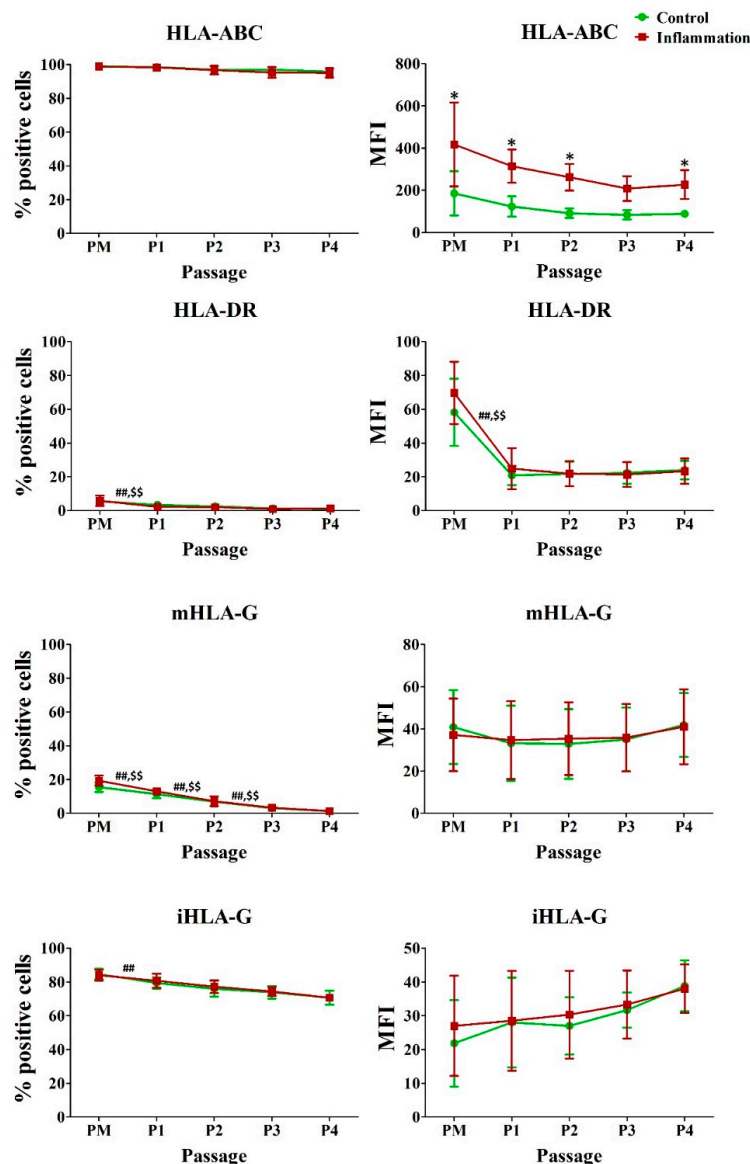 Control
Inflammation
HLA-ABC
% positive cells
100
80
60
40
20
0
PM P1 P2 P3 P4
Passage
HLA-ABC
MFI
800
600
400
200
0
* * * *
PM P1 P2 P3 P4
Passage
HLA-DR
% positive cells
100
80
60
40
20
0
##,$$
PM P1 P2 P3 P4
Passage
HLA-DR
MFI
100
80
60
40
20
0
##,$$
PM P1 P2 P3 P4
Passage
mHLA-G
% positive cells
100
80
60
40
20
0
##,$$ ##,$$ ##,$$
PM P1 P2 P3 P4
Passage
mHLA-G
MFI
80
60
40
20
0
PM P1 P2 P3 P4
Passage
iHLA-G
% positive cells
100
80
60
40
20
0
##
PM P1 P2 P3 P4
Passage
iHLA-G
MFI
50
40
30
20
10
0
PM P1 P2 P3 P4
Passage